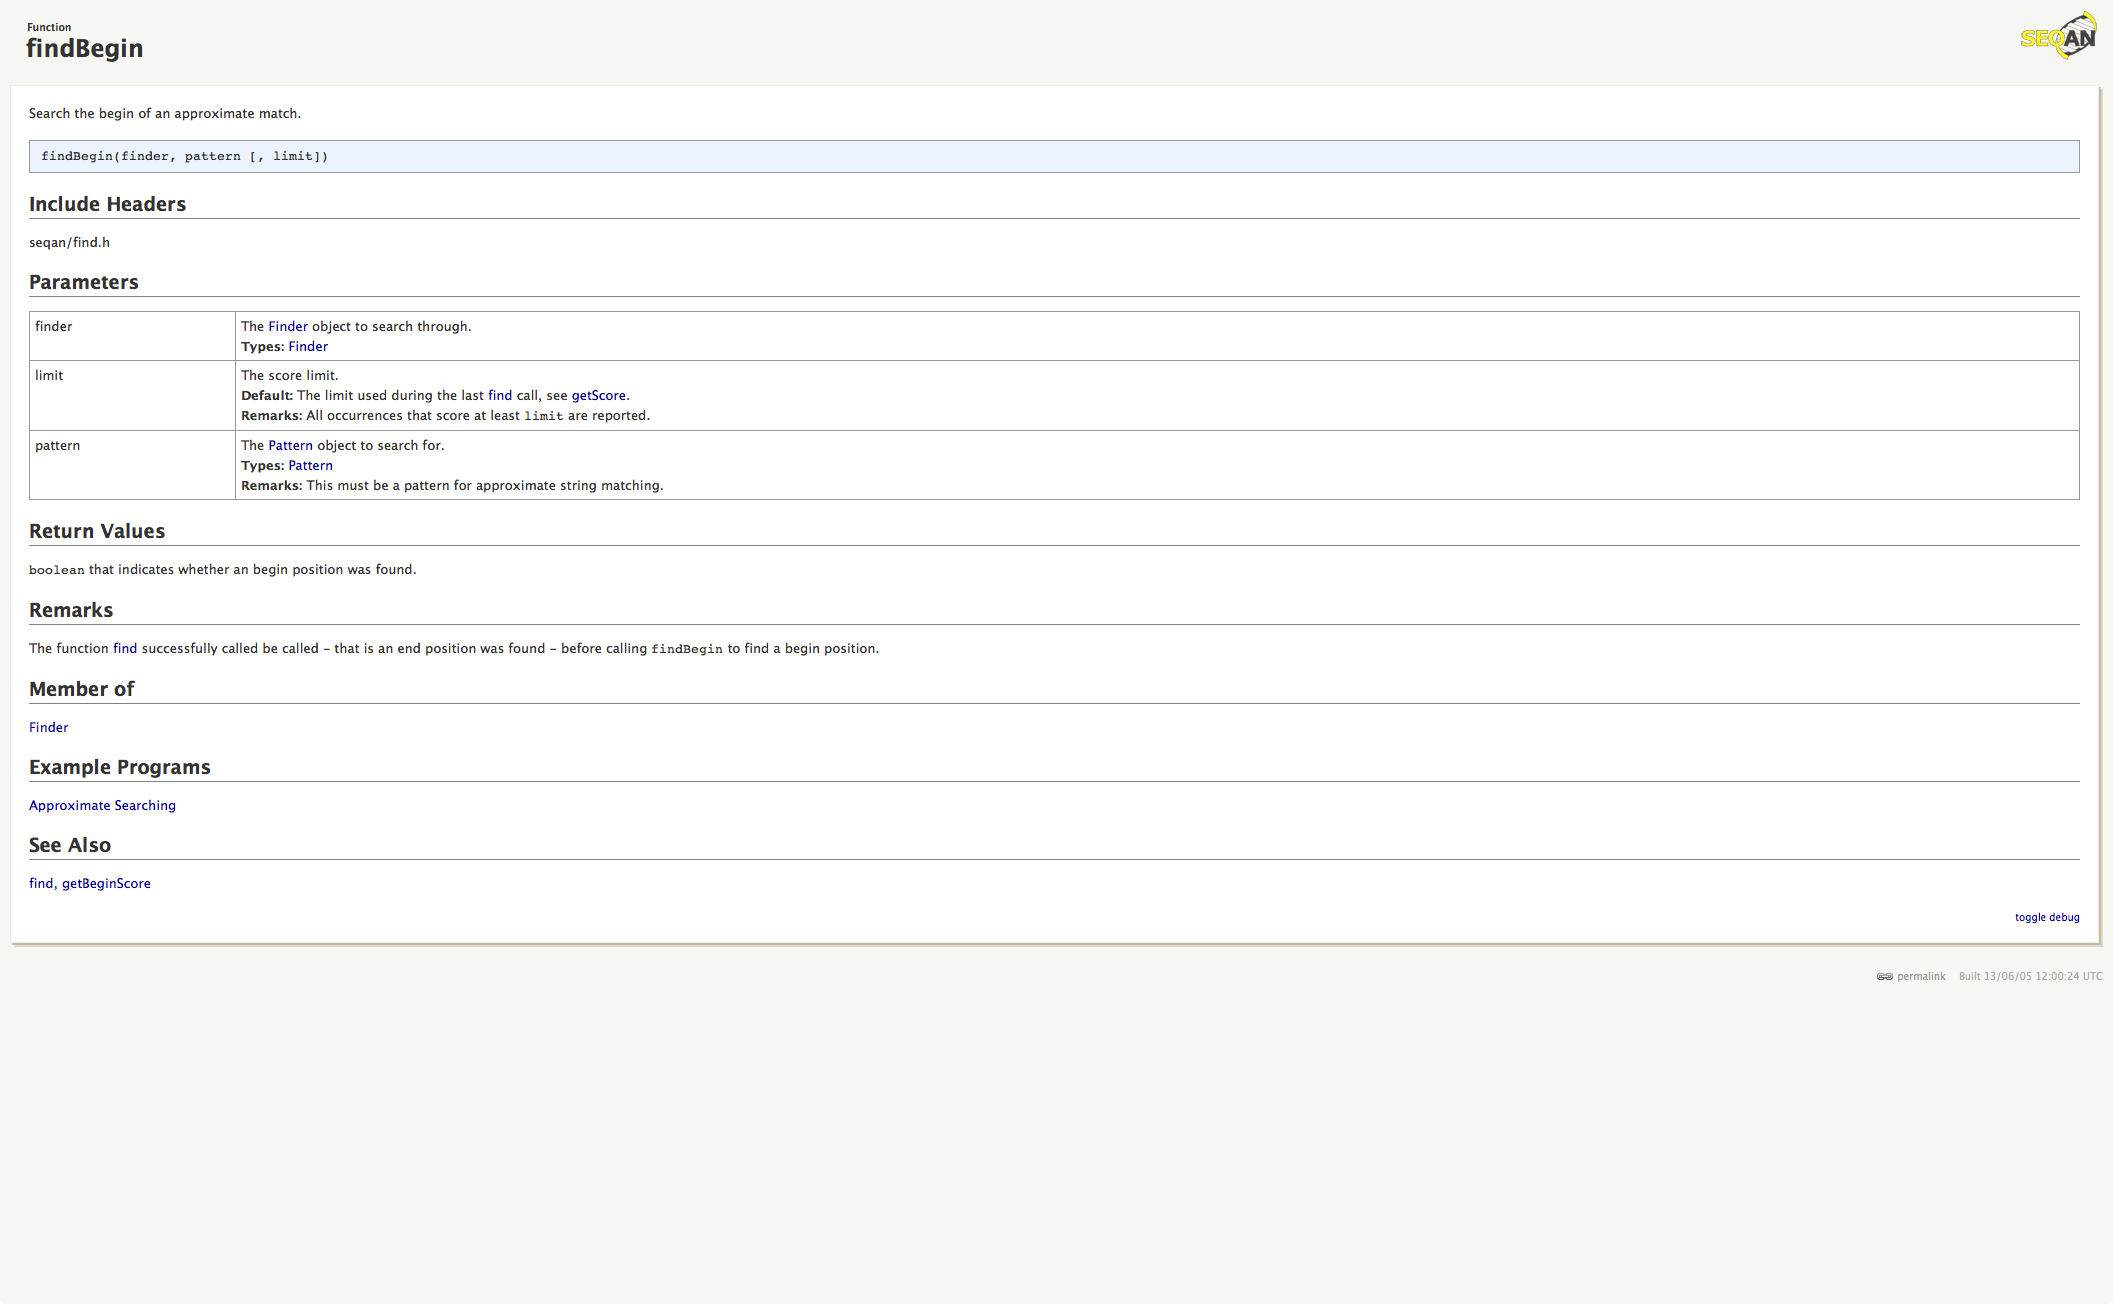 Function
findBegin
SEQAN
Search the begin of an approximate match.
findBegin(finder, pattern [, limit])
Include Headers
seqan/find.h
Parameters
finder
The Finder object to search through.
Types: Finder
limit
The score limit.
Default: The limit used during the last find call, see getScore.
Remarks: All occurrences that score at least limit are reported.
pattern
The Pattern object to search for.
Types: Pattern
Remarks: This must be a pattern for approximate string matching.
Return Values
boolean that indicates whether an begin position was found.
Remarks
The function find successfully called be called – that is an end position was found – before calling findBegin to find a begin position.
Member of
Finder
Example Programs
Approximate Searching
See Also
find, getBeginScore
toggle debug
permalink Built 13/06/05 12:00:24 UTC